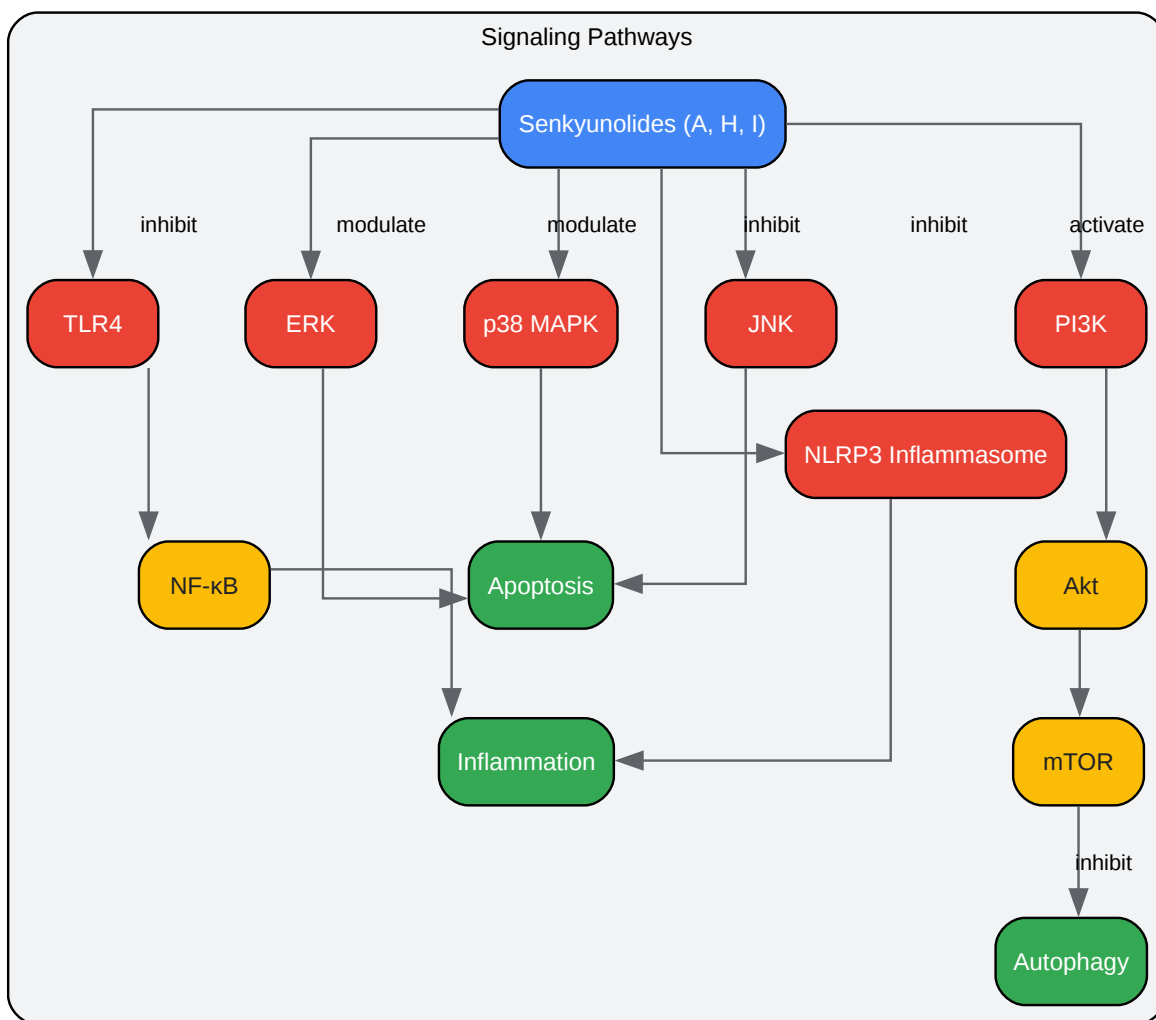 Signaling Pathways
Senkyunolides (A, H, I)
inhibit
modulate
modulate
inhibit
inhibit
activate
TLR4
ERK
p38 MAPK
JNK
PI3K
NLRP3 Inflammasome
NF-κB
Apoptosis
Akt
Inflammation
mTOR
inhibit
Autophagy